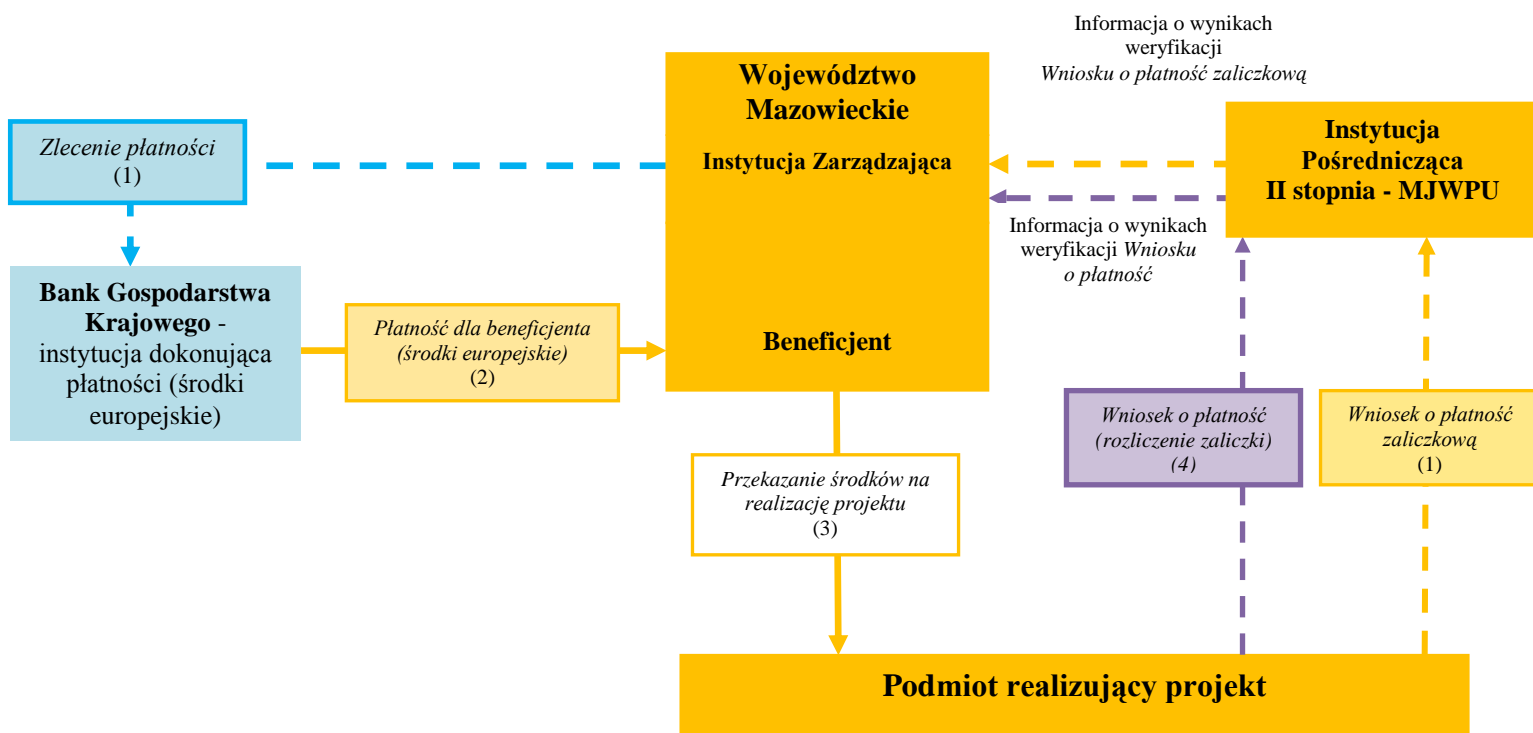 Informacja o wynikach
weryfikacji
Wniosku o płatność zaliczkową
Województwo
Mazowieckie
Instytucja Zarządzająca
Zlecenie płatności
(1)
Instytucja
Pośrednicząca
II stopnia - MJWPU
Informacja o wynikach
weryfikacji Wniosku
o płatność
Bank Gospodarstwa
Krajowego -
instytucja dokonująca
płatności (środki
europejskie)
Płatność dla beneficjenta
(środki europejskie)
(2)
Beneficjent
Wniosek o płatność
(rozliczenie zaliczki)
(4)
Wniosek o płatność
zaliczkową
(1)
Przekazanie środków na
realizację projektu
(3)
Podmiot realizujący projekt